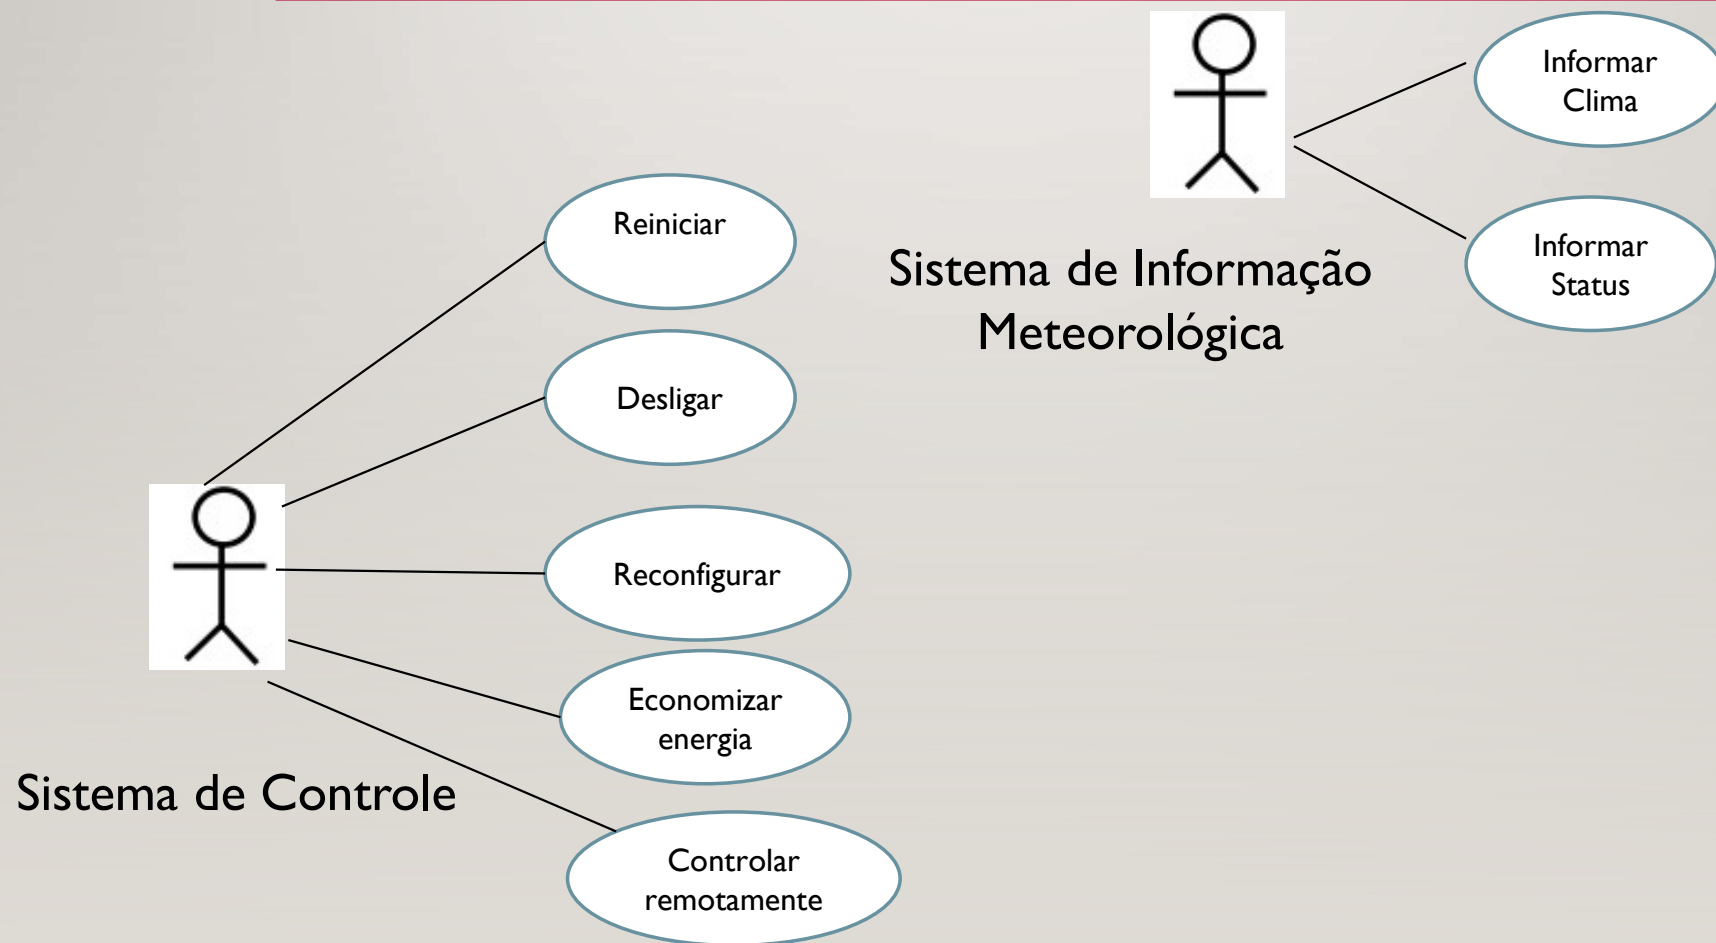 Informar
Clima
Informar
Status
Sistema de Informação
Meteorológica
Reiniciar
Desligar
Reconfigurar
Economizar
energia
Controlar
remotamente
Sistema de Controle